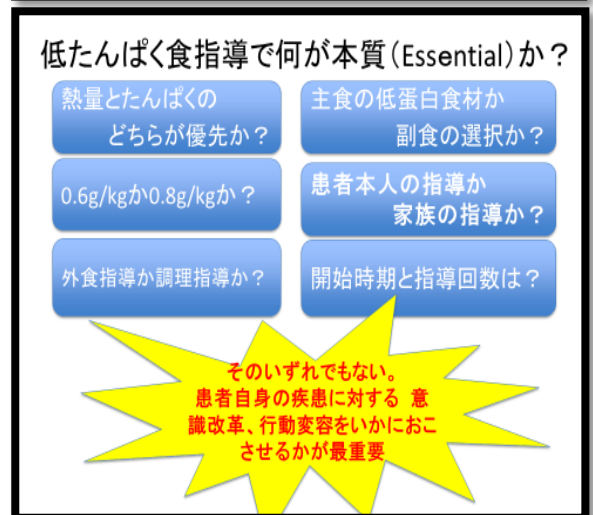 低たんぱく食指導で何が本質（Essential）か？
熱量とたんぱくの
どちらが優先か？
主食の低蛋白食材か
副食の選択か？
0.6g/kgか0.8g/kgか？
患者本人の指導か
家族の指導か？
外食指導か調理指導か？
開始時期と指導回数は？
そのいずれでもない。
患者自身の疾患に対する 意
識改革、行動変容をいかにおこ
させるかが最重要